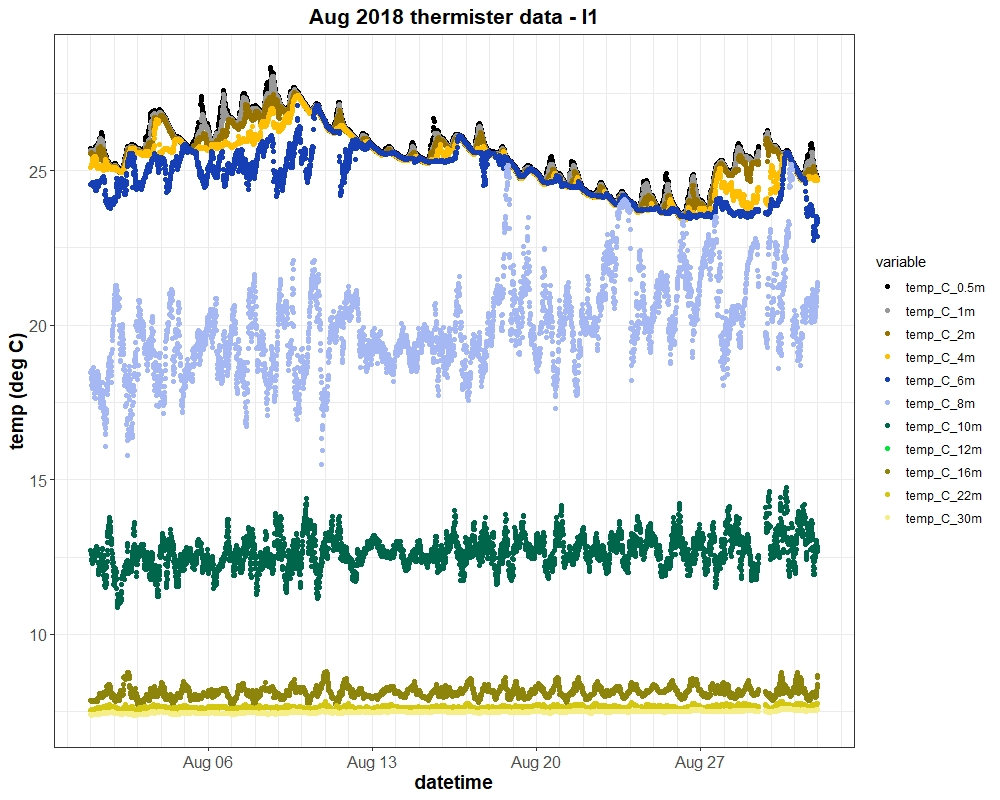 Aug 2018 thermister data - I1
temp (deg C)
25
20
15
10
Aug 06
Aug 13
Aug 20
Aug 27
datetime
variable
temp_C_0.5m
temp_C_1m
temp_C_2m
temp_C_4m
temp_C_6m
temp_C_8m
temp_C_10m
temp_C_12m
temp_C_16m
temp_C_22m
temp_C_30m